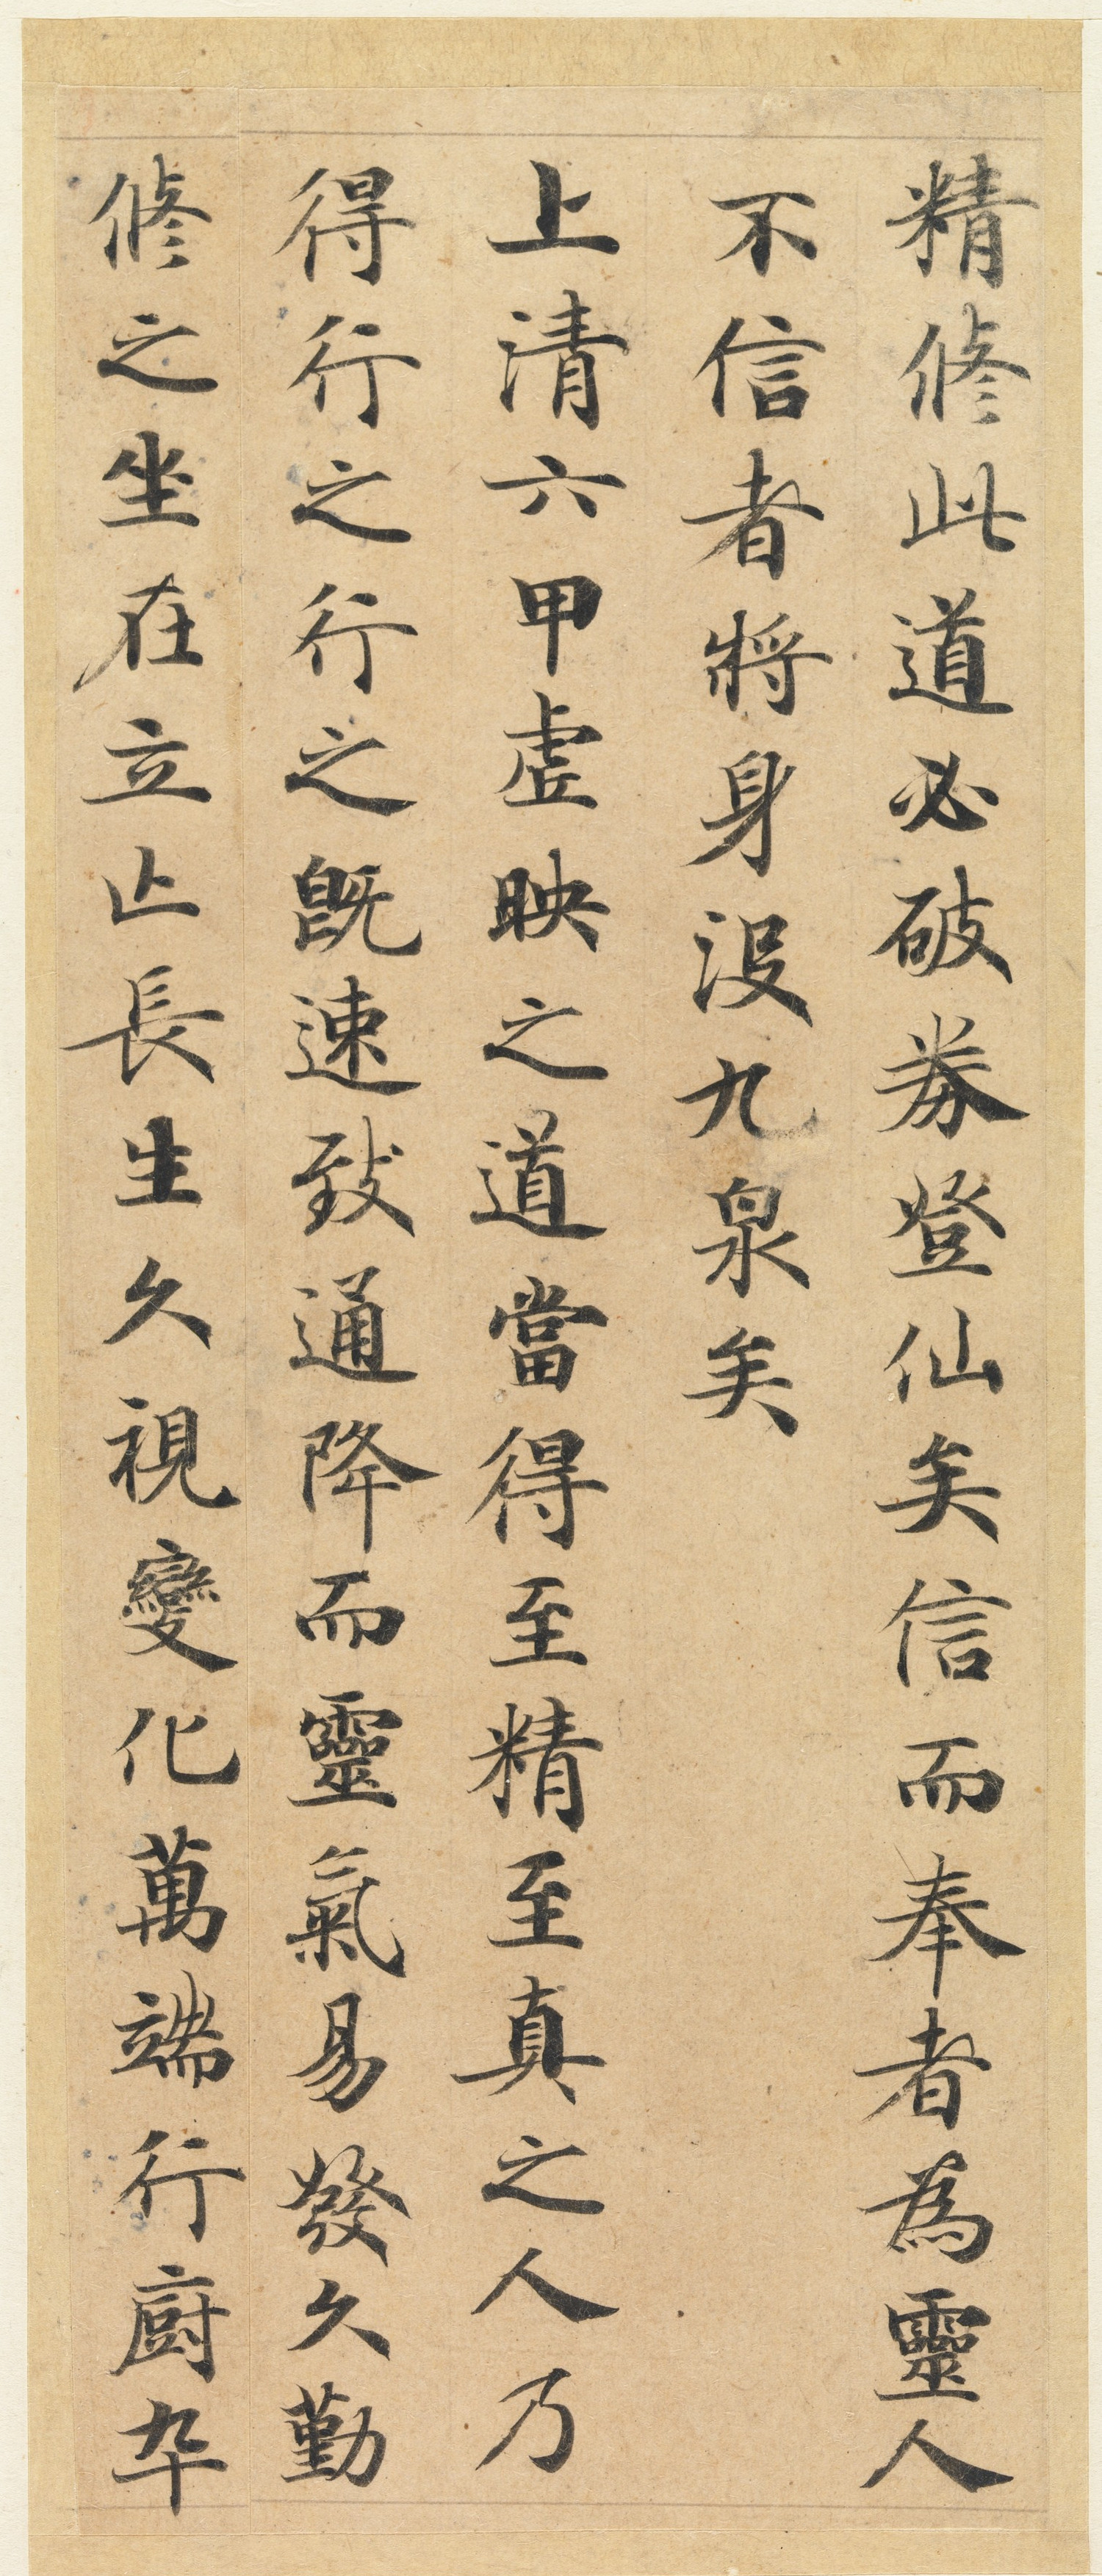 精脩此道必破券登仙矣信而奉者為靈人
不信者將身沒九泉矣
上清六甲虛映之道當得至精至真之人乃
得行之行之既速致通降而靈氣易發久勤
脩之坐在立亡長生久視變化萬端行廚卒